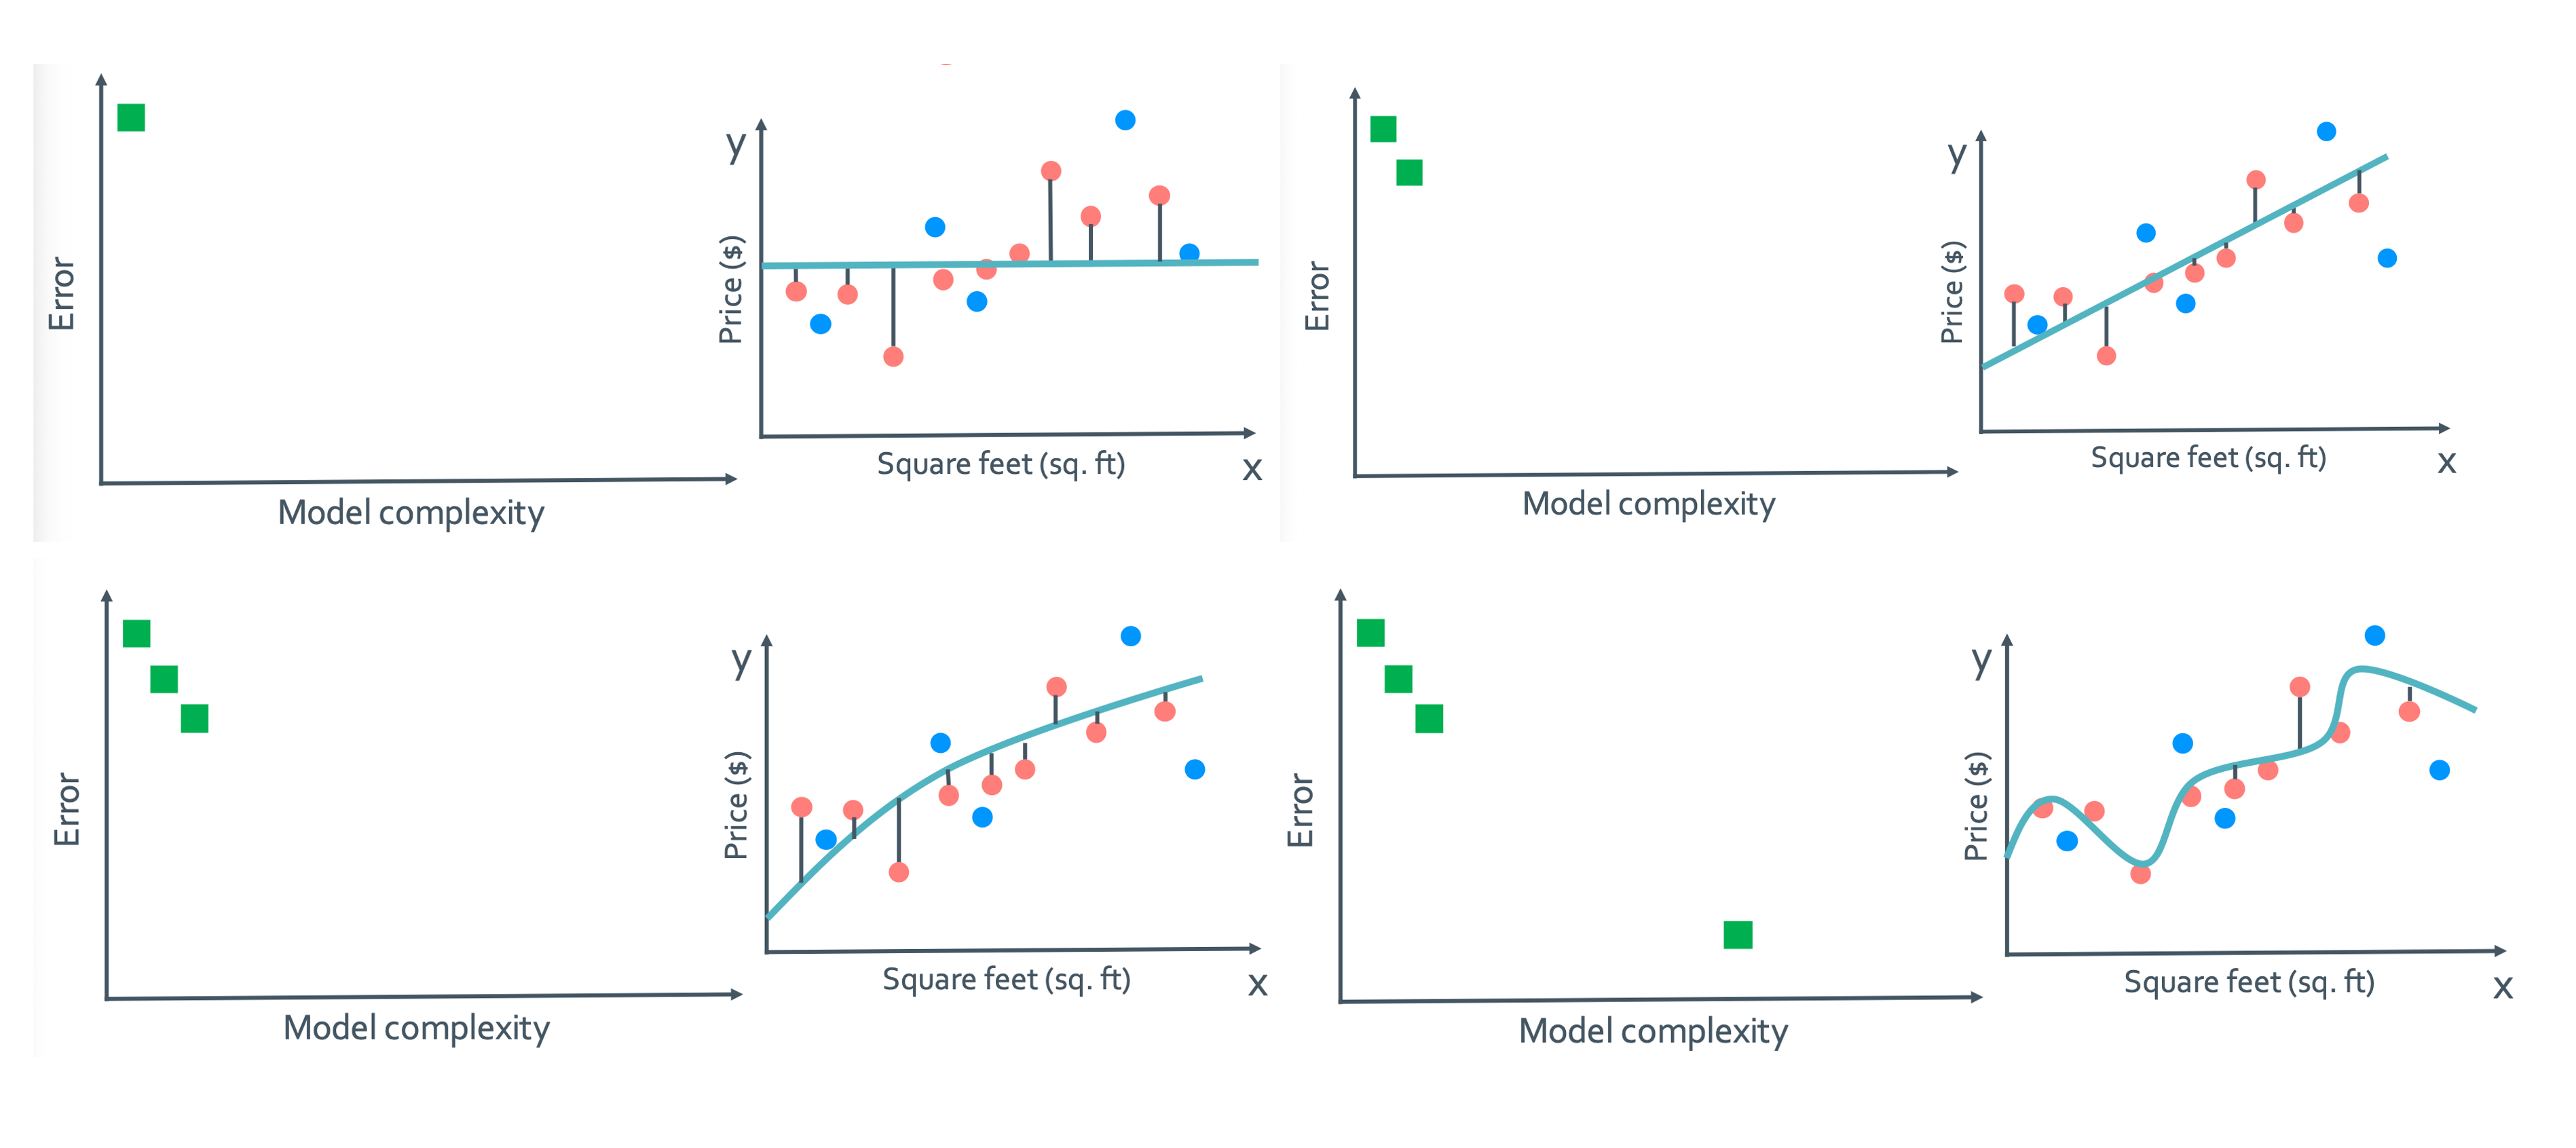 Error
Model complexity
y
Price ($)
Square feet (sq. ft)
x
Error
Model complexity
y
Price ($)
Square feet (sq. ft)
x
Error
Model complexity
y
Price ($)
Square feet (sq. ft)
x
Error
Model complexity
y
Price ($)
Square feet (sq. ft)
x